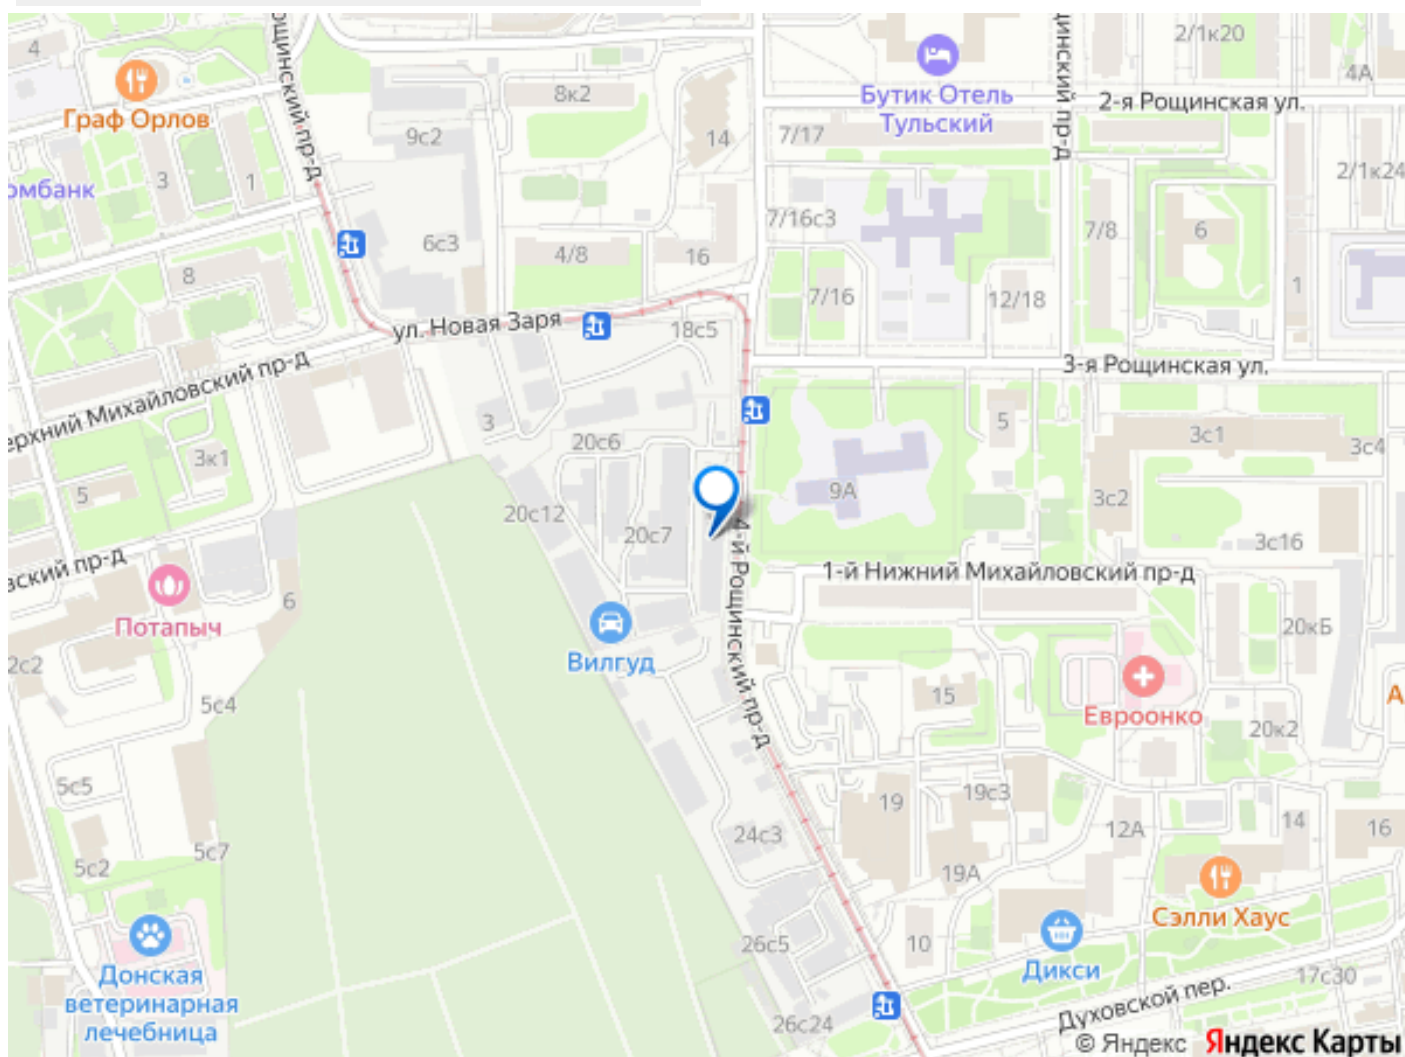 4
Граф Орлов
ощинский пр-д
8к2
9с2
14
Бутик Отель
Тульский
щинский пр-д
2/1к20
4А
2-я Рощинская ул.
7/17
омбанк
3
1
2/1к24
7/16с3
7/8
6
6с3
4/8
16
8
7/16
12/18
1
ул. Новая Заря
18с5
3-я Рощинская ул.
ерхний Михайловский пр-д
3
5
20с6
3с1
3с4
3к1
5
9А
3с2
20с12
20с7
3с16
4-й Рощинский пр-д
1-й Нижний Михайловский пр-д
вский пр-д
6
Потапыч
Вилгуд
20кБ
2с2
15
Евроонко
А
5с4
20к2
5с5
19
19с3
12А
14
16
24с3
5с7
5с2
19А
Сэлли Хаус
26с5
10
Дикси
Донская
ветеринарная
лечебница
17с30
Духовской пер.
26с24
© Яндекс Яндекс Карты